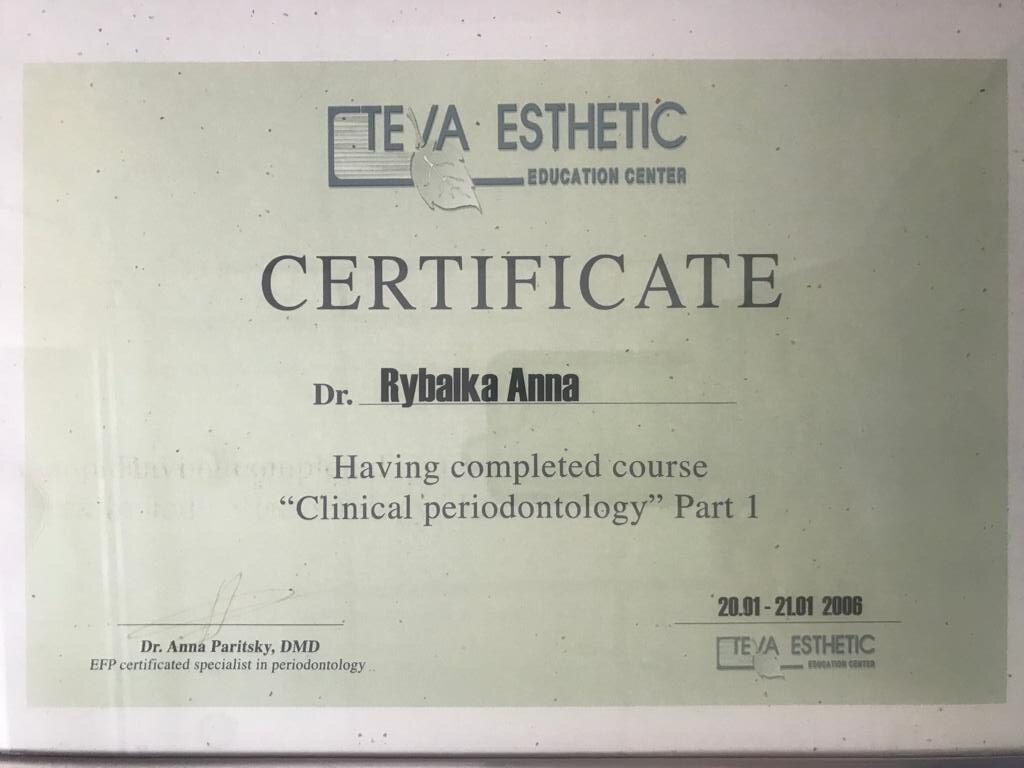 TEVA ESTHETIC
EDUCATION CENTER
CERTIFICATE
Dr. Rybalka Anna
Having completed course
“Clinical periodontology” Part 1
20.01 - 21.01 2006
Dr. Anna Paritsky, DMD
EFP certificated specialist in periodontology
TEVA ESTHETIC
EDUCATION CENTER